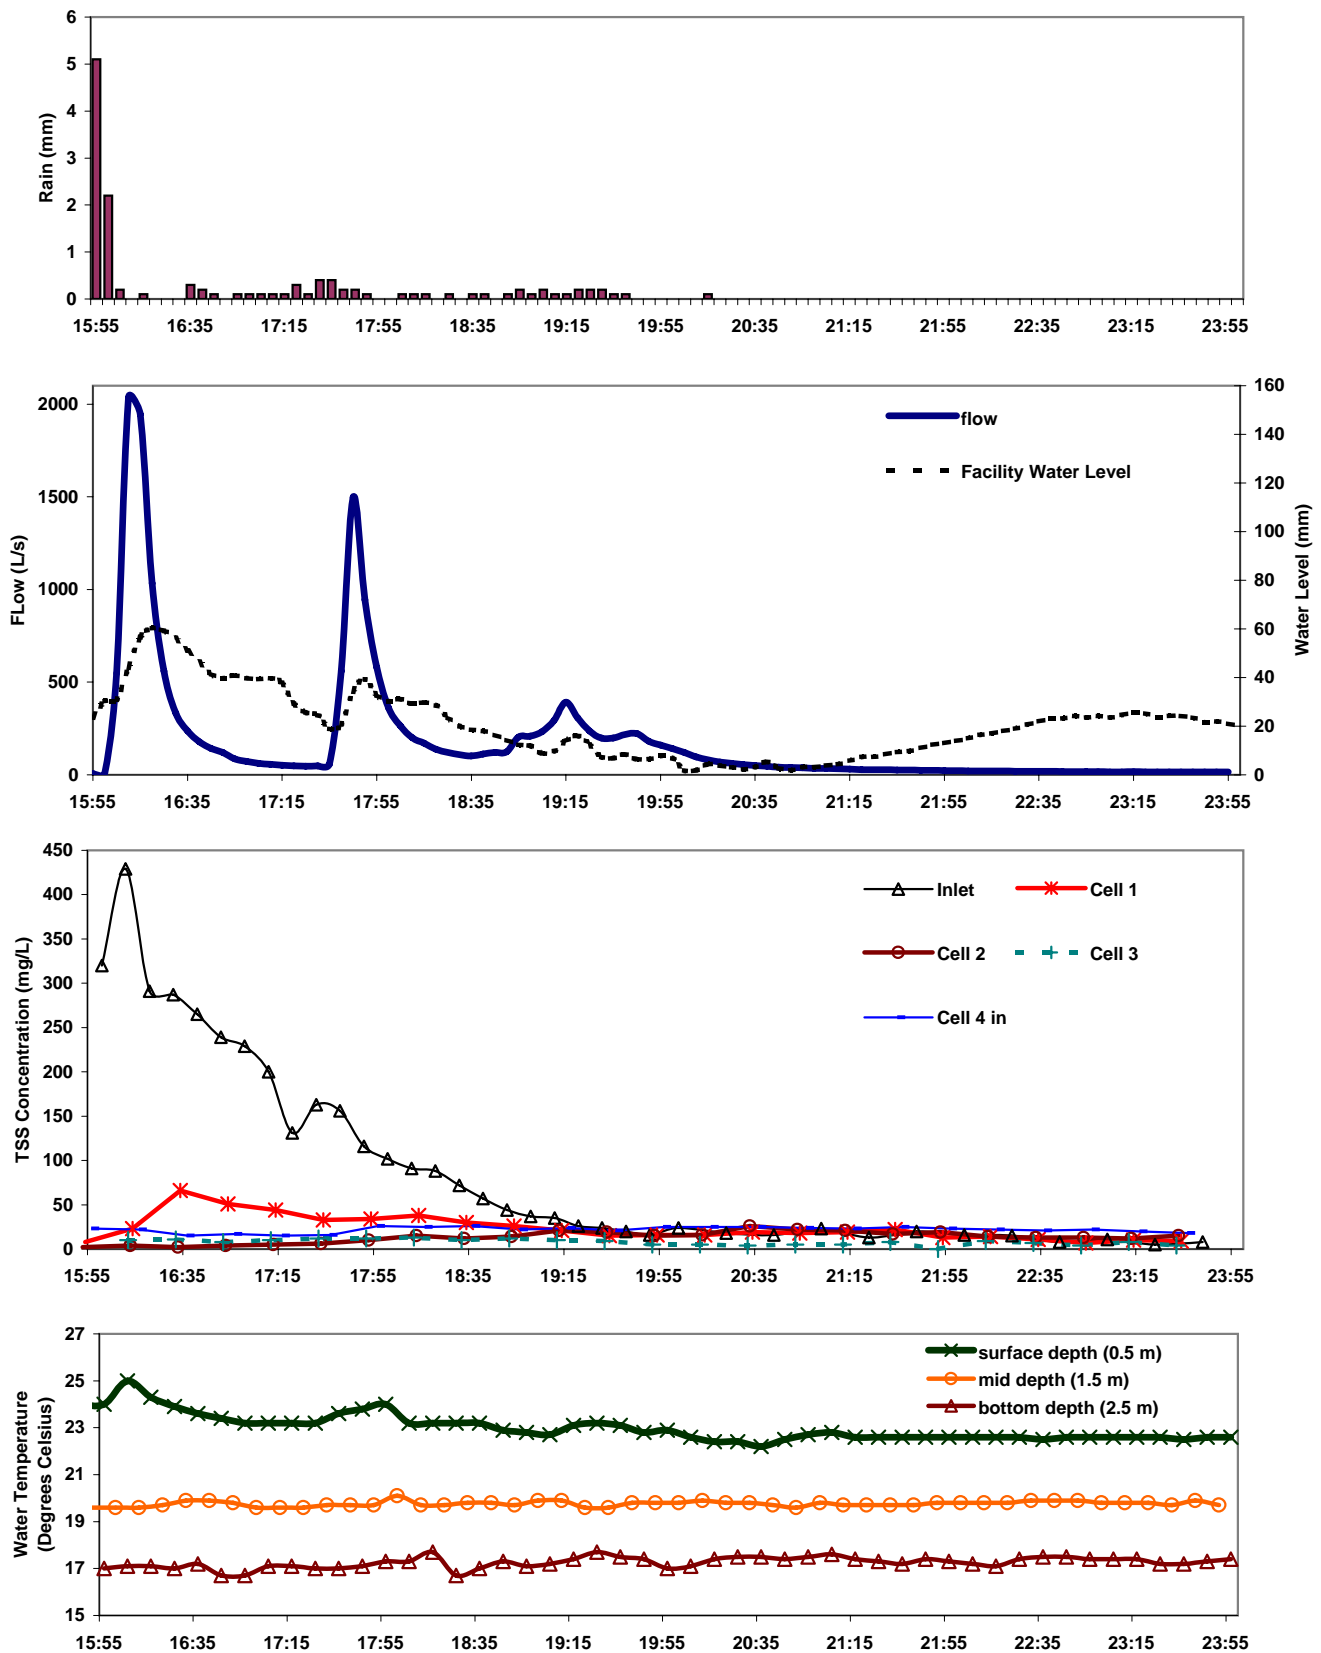 6
5
4
3
2
1
0
Rain (mm)
15:55 16:35 17:15 17:55 18:35 19:15 19:55 20:35 21:15 21:55 22:35 23:15 23:55
2000
1500
1000
500
0
FLow (L/s)
160
140
120
100
80
60
40
20
0
Water Level (mm)
flow
Facility Water Level
15:55 16:35 17:15 17:55 18:35 19:15 19:55 20:35 21:15 21:55 22:35 23:15 23:55
450
400
350
300
250
200
150
100
50
0
TSS Concentration (mg/L)
Inlet Cell 1
Cell 2 Cell 3
Cell 4 in
15:55 16:35 17:15 17:55 18:35 19:15 19:55 20:35 21:15 21:55 22:35 23:15 23:55
27
25
23
21
19
17
15
Water Temperature
(Degrees Celsius)
surface depth (0.5 m)
mid depth (1.5 m)
bottom depth (2.5 m)
15:55 16:35 17:15 17:55 18:35 19:15 19:55 20:35 21:15 21:55 22:35 23:15 23:55